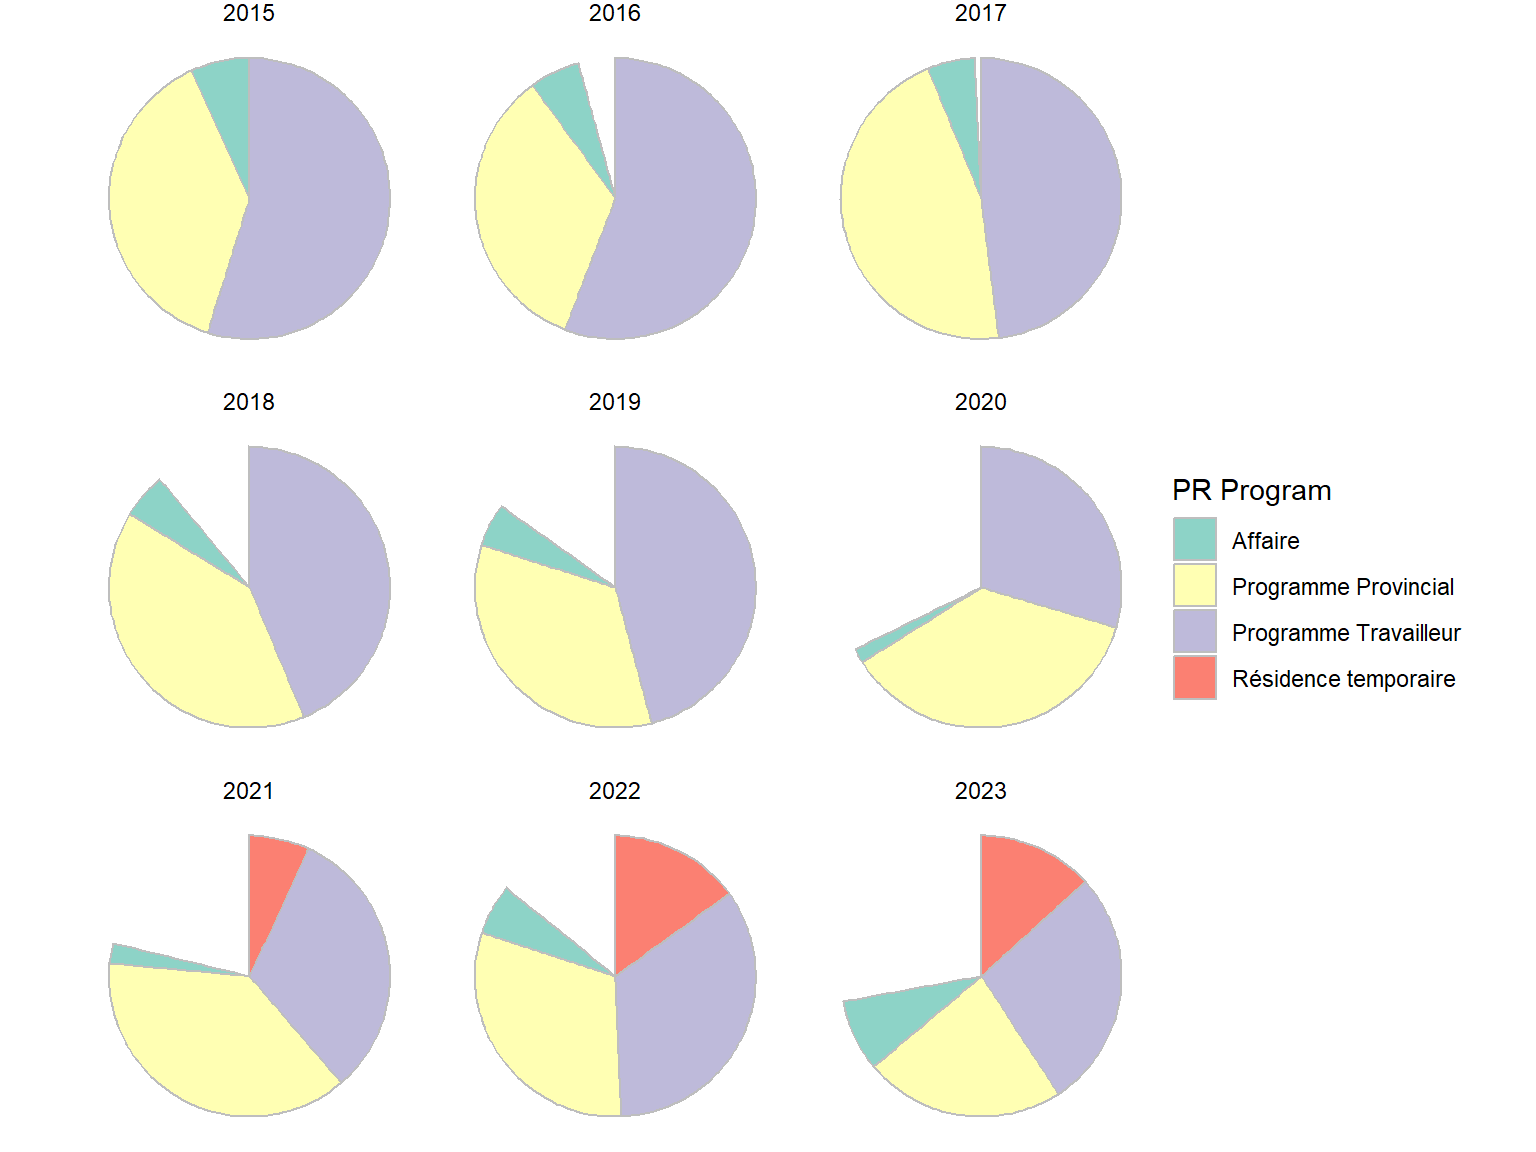 2015
2016
2017
2018
2019
2020
PR Program
Affaire
Programme Provincial
Programme Travailleur
Résidence temporaire
2021
2022
2023